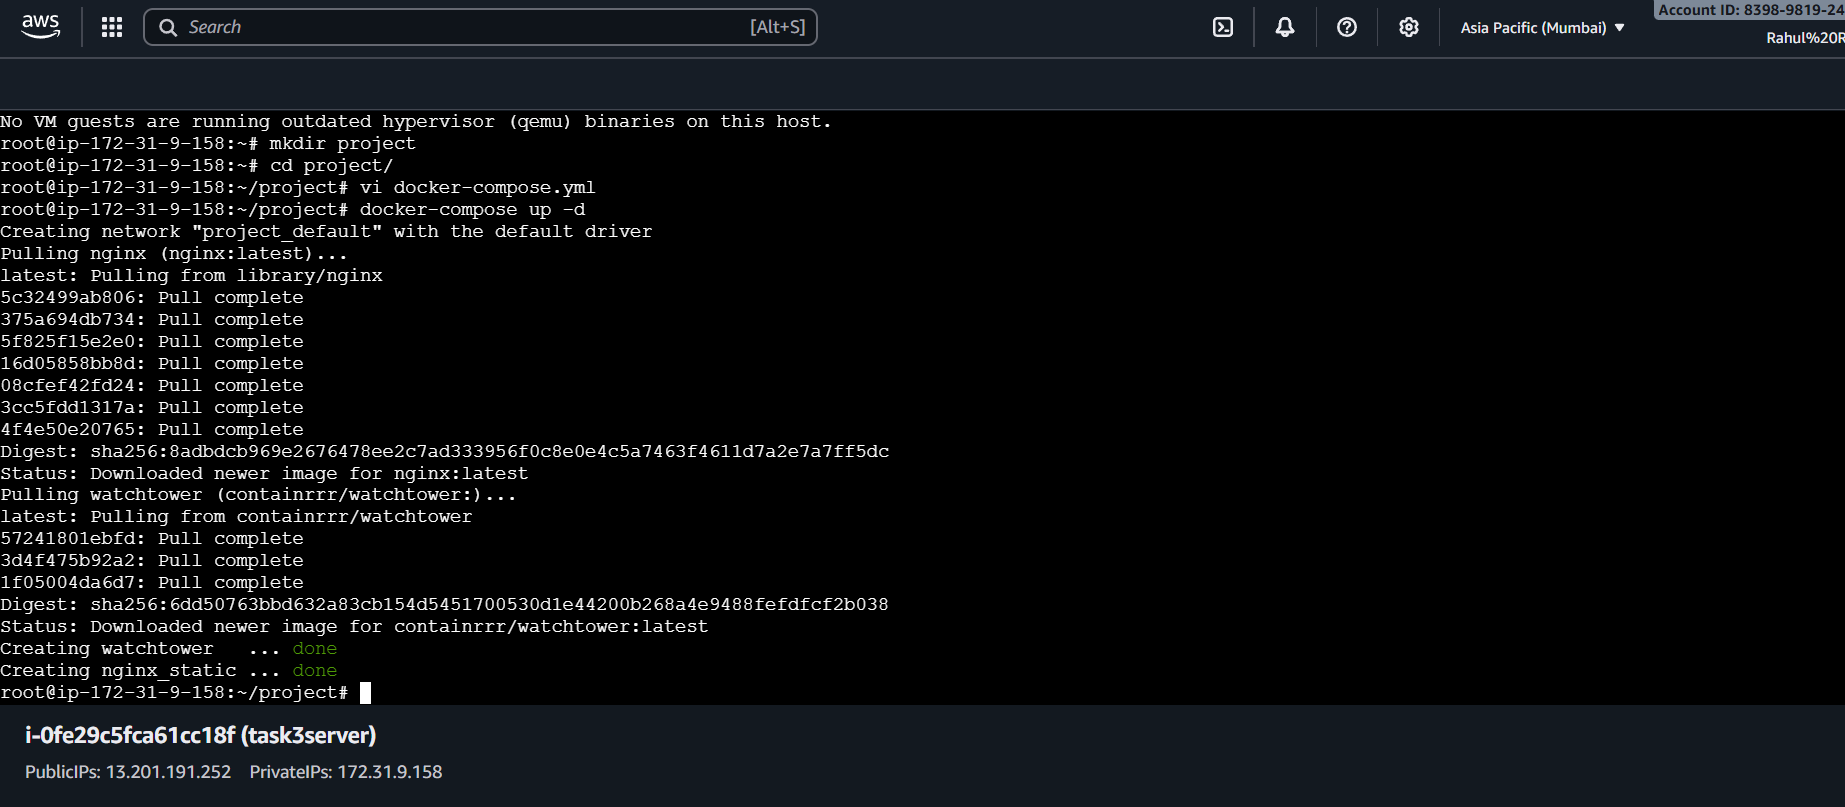 aws
Search [Alt+S]
Asia Pacific (Mumbai)
Account ID: 8398-9819-24
Rahul%20R
No VM guests are running outdated hypervisor (qemu) binaries on this host.
root@ip-172-31-9-158:~# mkdir project
root@ip-172-31-9-158:~# cd project/
root@ip-172-31-9-158:~/project# vi docker-compose.yml
root@ip-172-31-9-158:~/project# docker-compose up -d
Creating network "project_default" with the default driver
Pulling nginx (nginx:latest)...
latest: Pulling from library/nginx
5c32499ab806: Pull complete
375a694db734: Pull complete
5f825f15e2e0: Pull complete
16d05858bb8d: Pull complete
08cfef42fd24: Pull complete
3cc5fdd1317a: Pull complete
4f4e50e20765: Pull complete
Digest: sha256:8adbdcb969e2676478ee2c7ad333956f0c8e0e4c5a7463f4611d7a2e7a7ff5dc
Status: Downloaded newer image for nginx:latest
Pulling watchtower (containrrr/watchtower:)...
latest: Pulling from containrrr/watchtower
57241801ebfd: Pull complete
3d4f475b92a2: Pull complete
1f05004da6d7: Pull complete
Digest: sha256:6dd50763bbd632a83cb154d5451700530d1e44200b268a4e9488fefdfcf2b038
Status: Downloaded newer image for containrrr/watchtower:latest
Creating watchtower   ... done
Creating nginx_static ... done
root@ip-172-31-9-158:~/project#
i-0fe29c5fca61cc18f (task3server)
PublicIPs: 13.201.191.252 PrivateIPs: 172.31.9.158